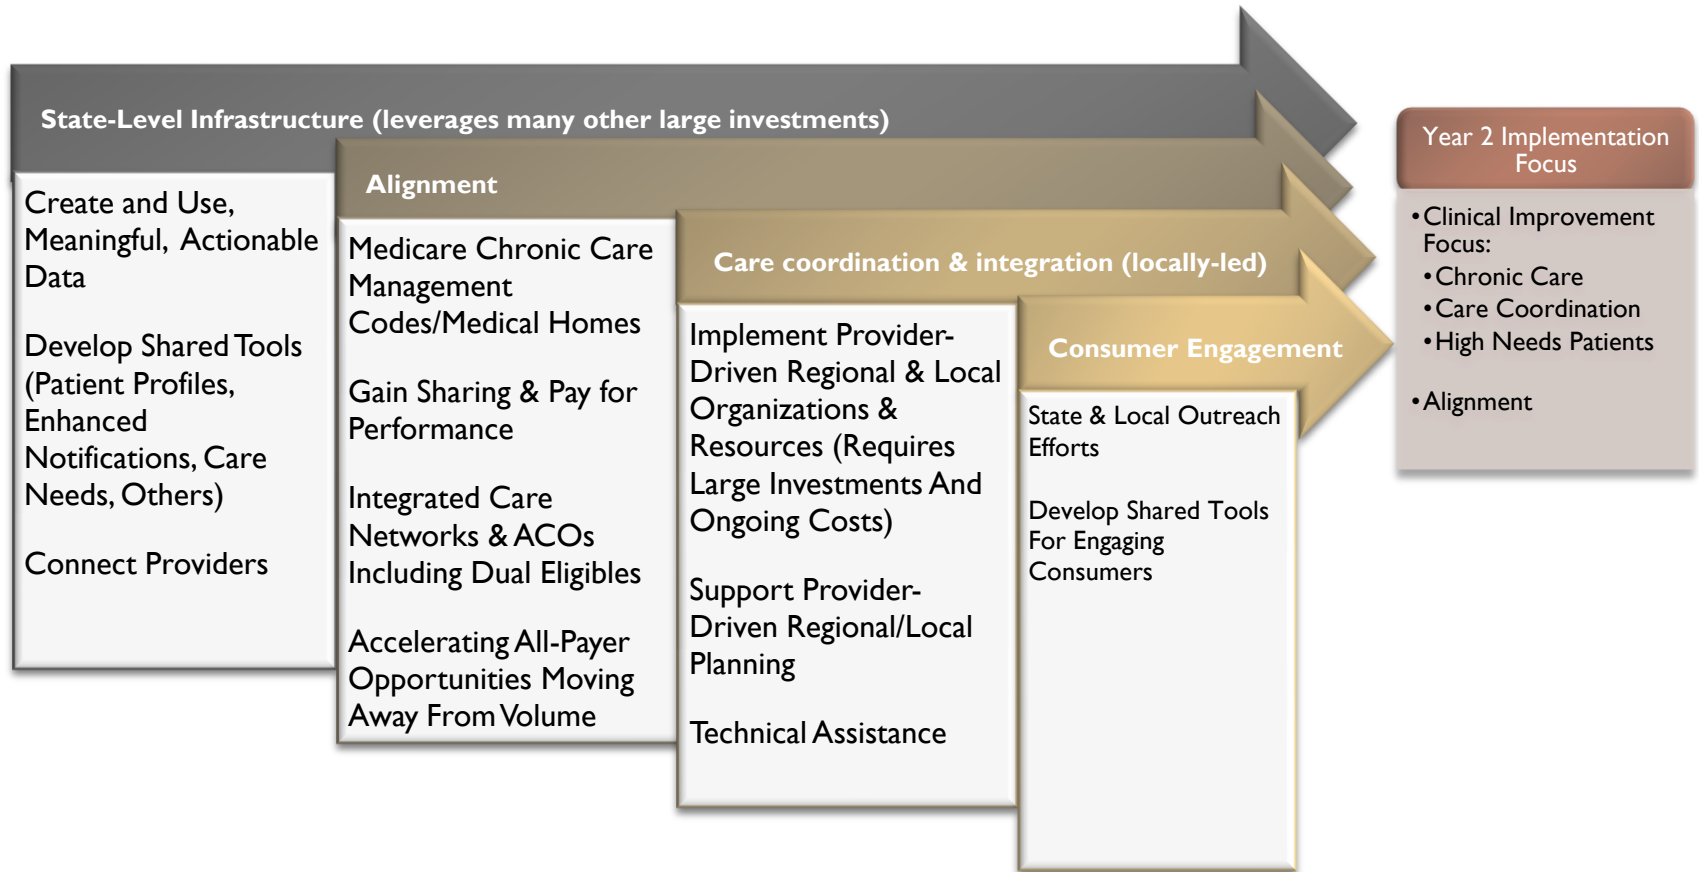 State-Level Infrastructure (leverages many other large investments)
Create and Use,
Meaningful, Actionable
Data
Develop Shared Tools
(Patient Profiles,
Enhanced
Notifications, Care
Needs, Others)
Connect Providers
Alignment
Medicare Chronic Care
Management
Codes/Medical Homes
Gain Sharing & Pay for
Performance
Integrated Care
Networks & ACOs
Including Dual Eligibles
Accelerating All-Payer
Opportunities Moving
Away From Volume
Care coordination & integration (locally-led)
Implement Provider-
Driven Regional & Local
Organizations &
Resources (Requires
Large Investments And
Ongoing Costs)
Support Provider-
Driven Regional/Local
Planning
Technical Assistance
Consumer Engagement
State & Local Outreach
Efforts
Develop Shared Tools
For Engaging
Consumers
Year 2 Implementation
Focus
•Clinical Improvement
Focus:
•Chronic Care
•Care Coordination
•High Needs Patients
•Alignment